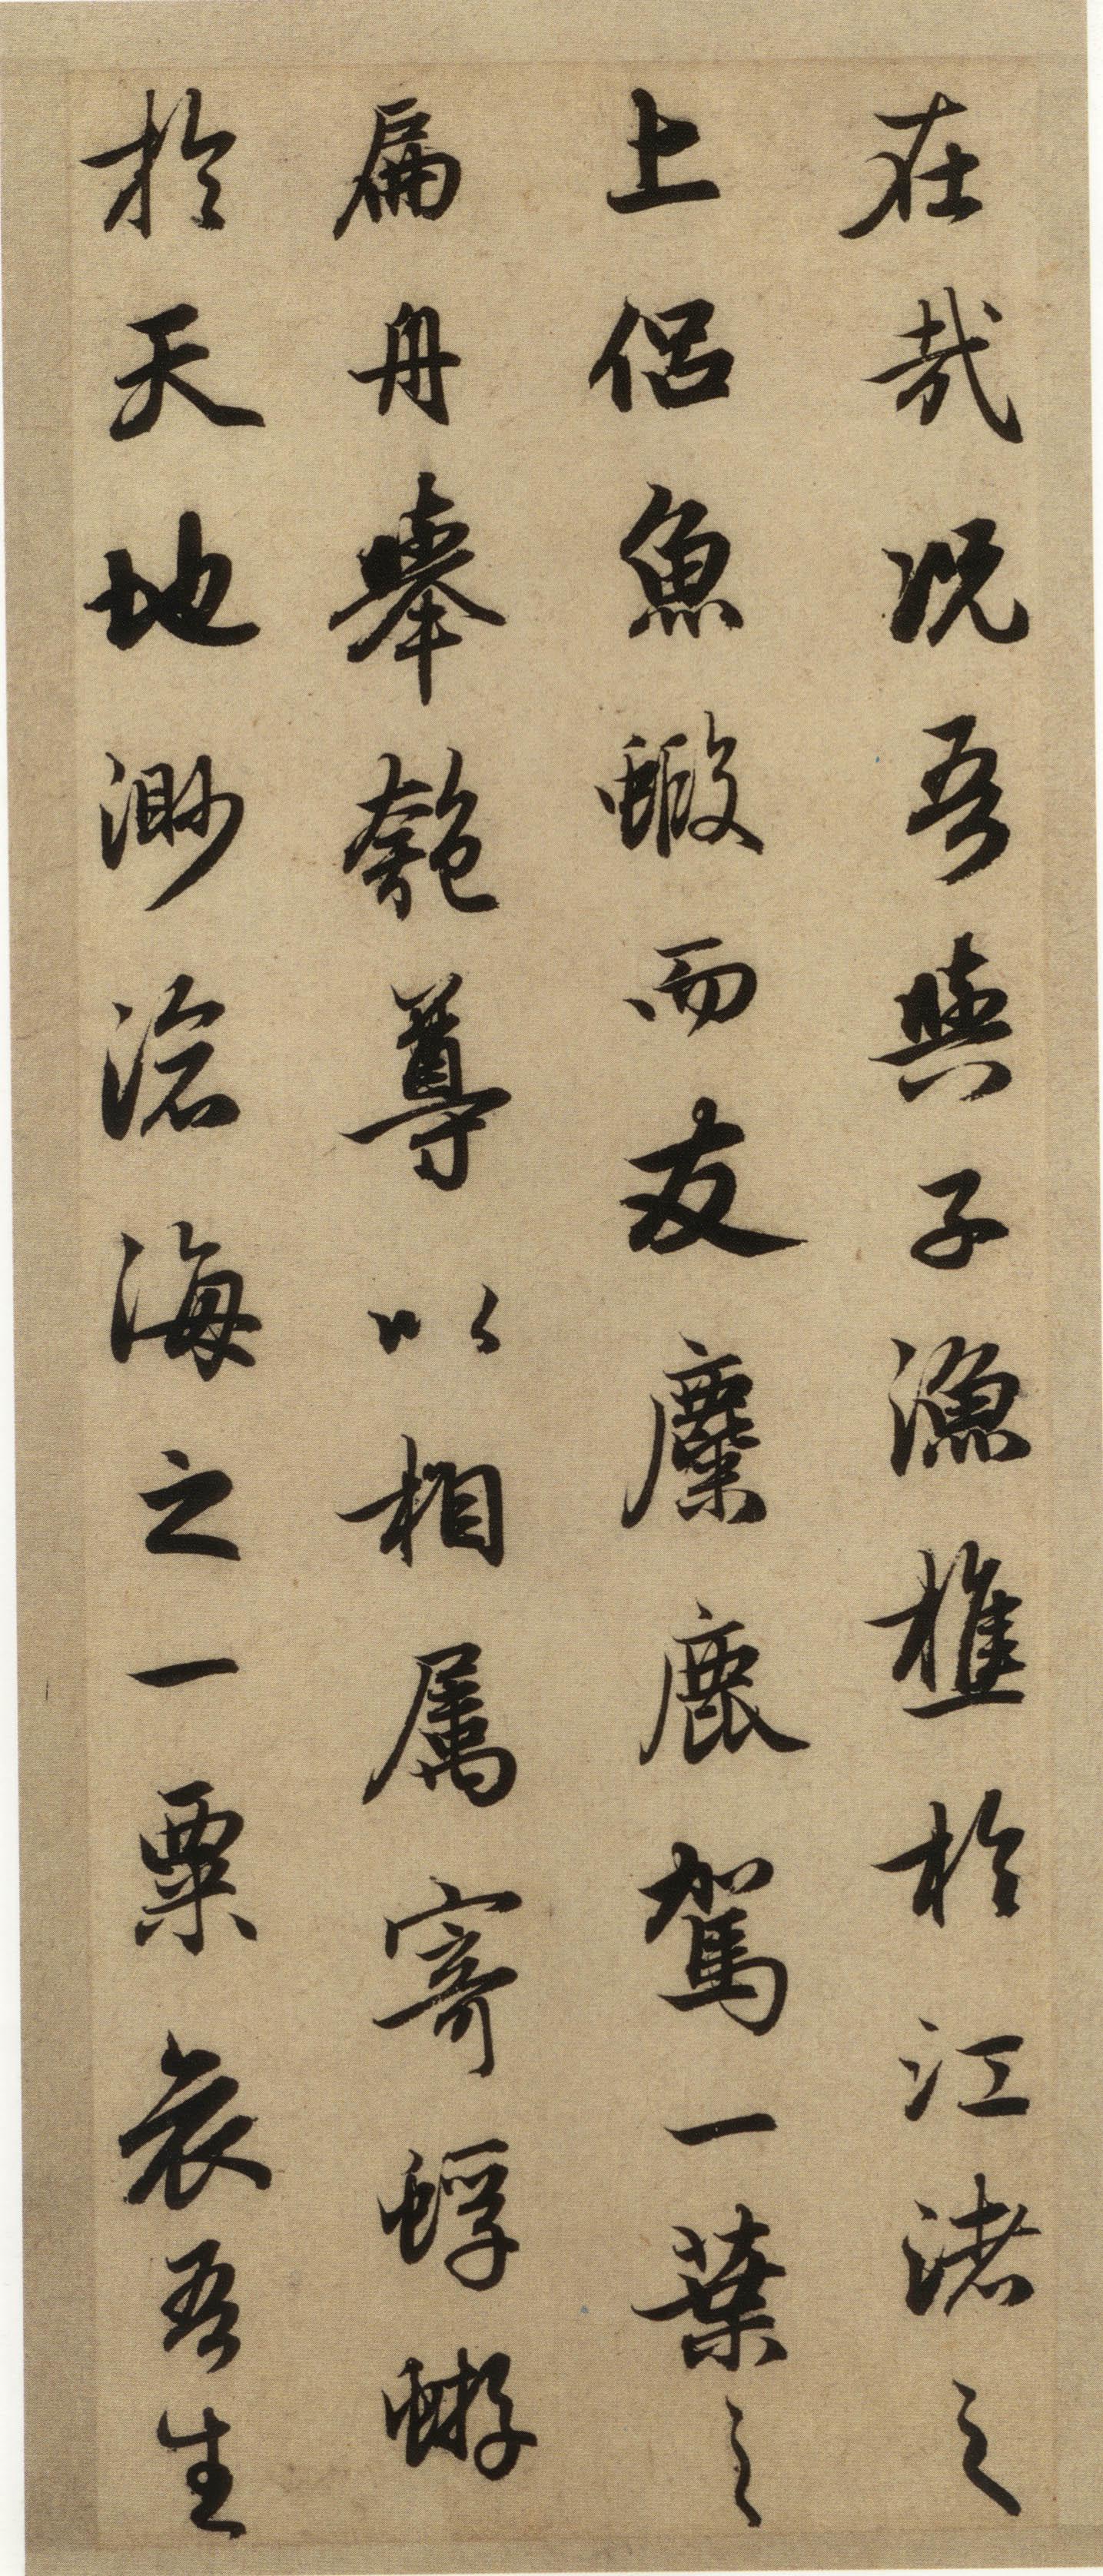 在哉況吾與子漁樵於江渚之
上侶魚蝦而友麋鹿駕一葉之
扁舟舉匏尊以相屬寄蜉蝣
於天地渺滄海之一粟哀吾生